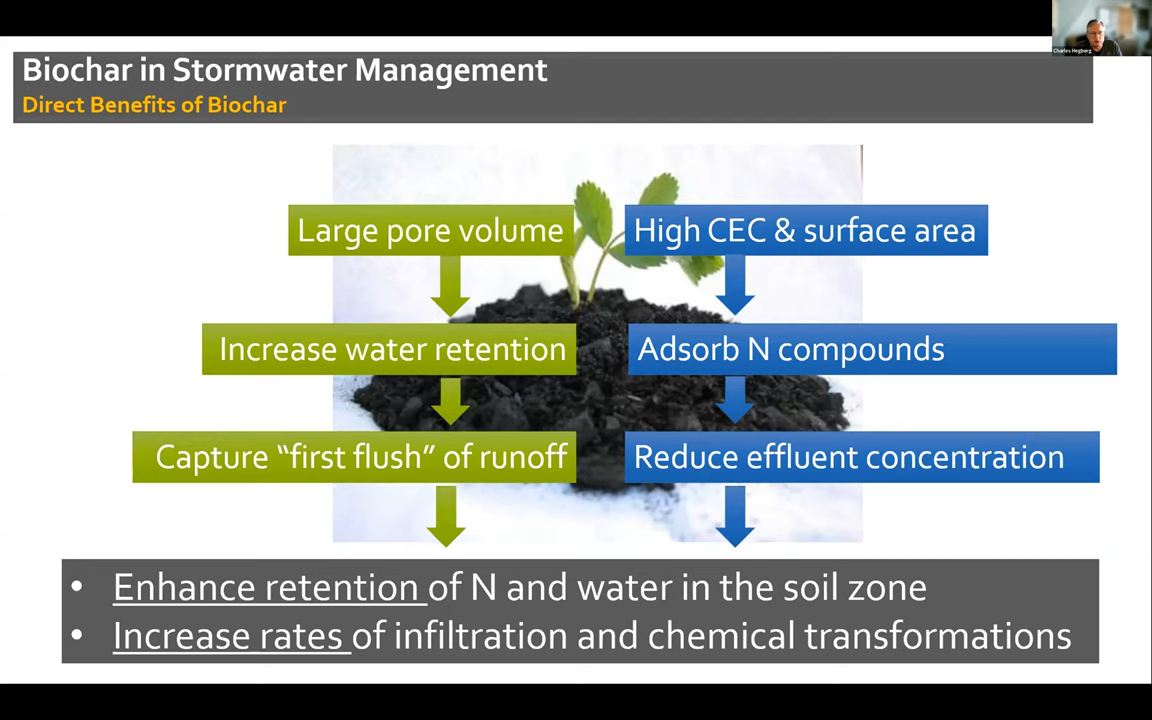 Charles Hegberg
Biochar in Stormwater Management
Direct Benefits of Biochar
Large pore volume
Increase water retention
Capture “first flush” of runoff
High CEC & surface area
Adsorb N compounds
Reduce effluent concentration
• Enhance retention of N and water in the soil zone
• Increase rates of infiltration and chemical transformations